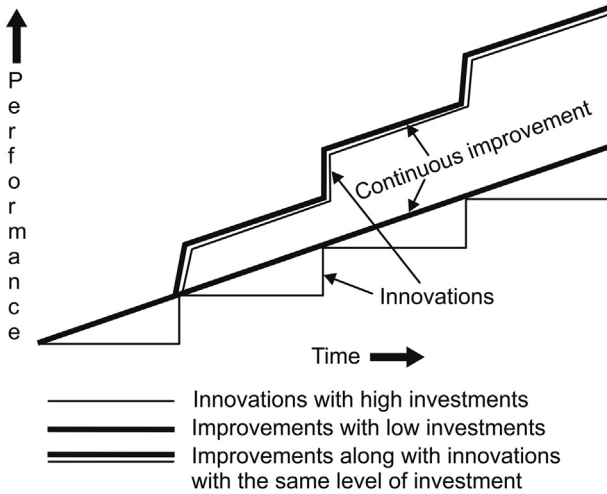 Performance
Continuous improvement
Innovations
Time
Innovations with high investments
Improvements with low investments
Improvements along with innovations
with the same level of investment